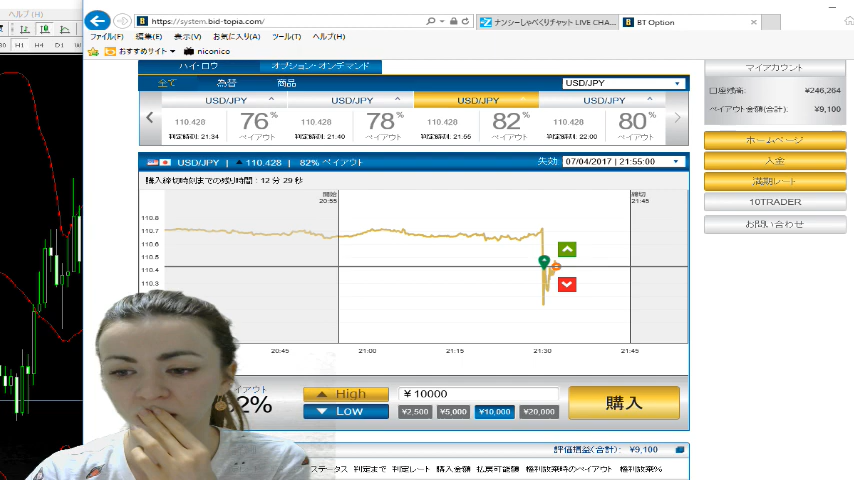 ヘルプ(H)
H1 H4 D1
https://system.bid-topia.com/
ナンシーしゃべくりチャット LIVE CHA...
BT Option
ファイル(F) 編集(E) 表示(V) お気に入り(A) ツール(T) ヘルプ(H)
おすすめサイト niconico
ハイ・ロウ オプション・オンデマンド
全て 為替 商品
USD/JPY
USD/JPY USD/JPY USD/JPY USD/JPY
110.428 76% 110.428 78% 110.428 82% 110.428 80%
判定時刻: 21:34 ペイアウト 判定時刻: 21:40 ペイアウト 判定時刻: 21:55 ペイアウト 判定時刻: 22:00 ペイアウト
USD/JPY | 110.428 | 82% ペイアウト 失効 07/04/2017 | 21:55:00
購入締切時刻までの残り時間 : 12 分 29 秒
開始
20:55
締切
21:45
110.8
110.7
110.6
110.5
110.4
110.3
20:45 21:00 21:15 21:30 21:45
イアウト
82%
High
Low
¥ 10000
¥2,500 ¥5,000 ¥10,000 ¥20,000
購入
評価損益(合計): ¥9,100
ステータス 判定まで 判定レート 購入金額 払戻可能額 権利放棄時のペイアウト 権利放棄%
マイアカウント
口座残高: ¥246,264
ペイアウト金額(合計): ¥9,100
ホームページ
入金
満期レート
10TRADER
お問い合わせ